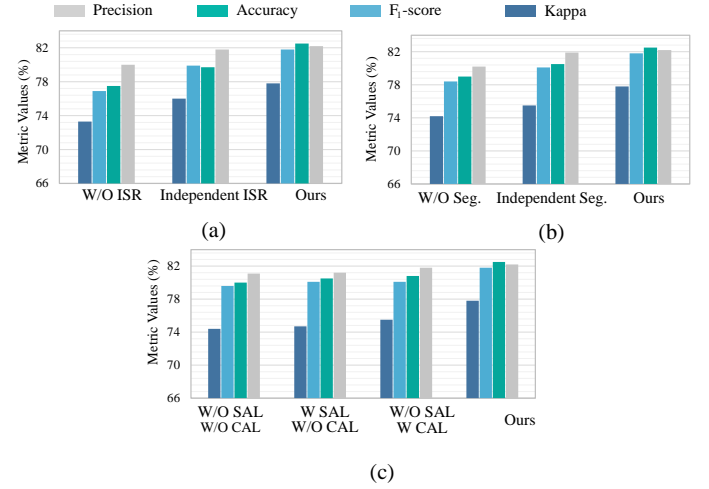 Precision Accuracy F₁-score Kappa
Metric Values (%)
82
78
74
70
66
W/O ISR Independent ISR Ours
(a)
Metric Values (%)
82
78
74
70
66
W/O Seg. Independent Seg. Ours
(b)
Metric Values (%)
82
78
74
70
66
W/O SAL W SAL W/O SAL Ours
W/O CAL W/O CAL W CAL
(c)